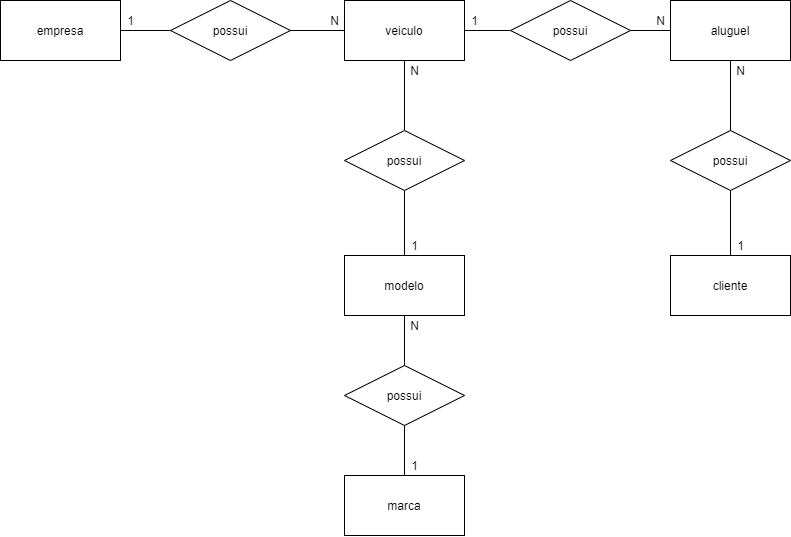 empresa 1 possui N veiculo 1 possui N aluguel
N N
possui possui
1 1
modelo cliente
N
possui
1
marca